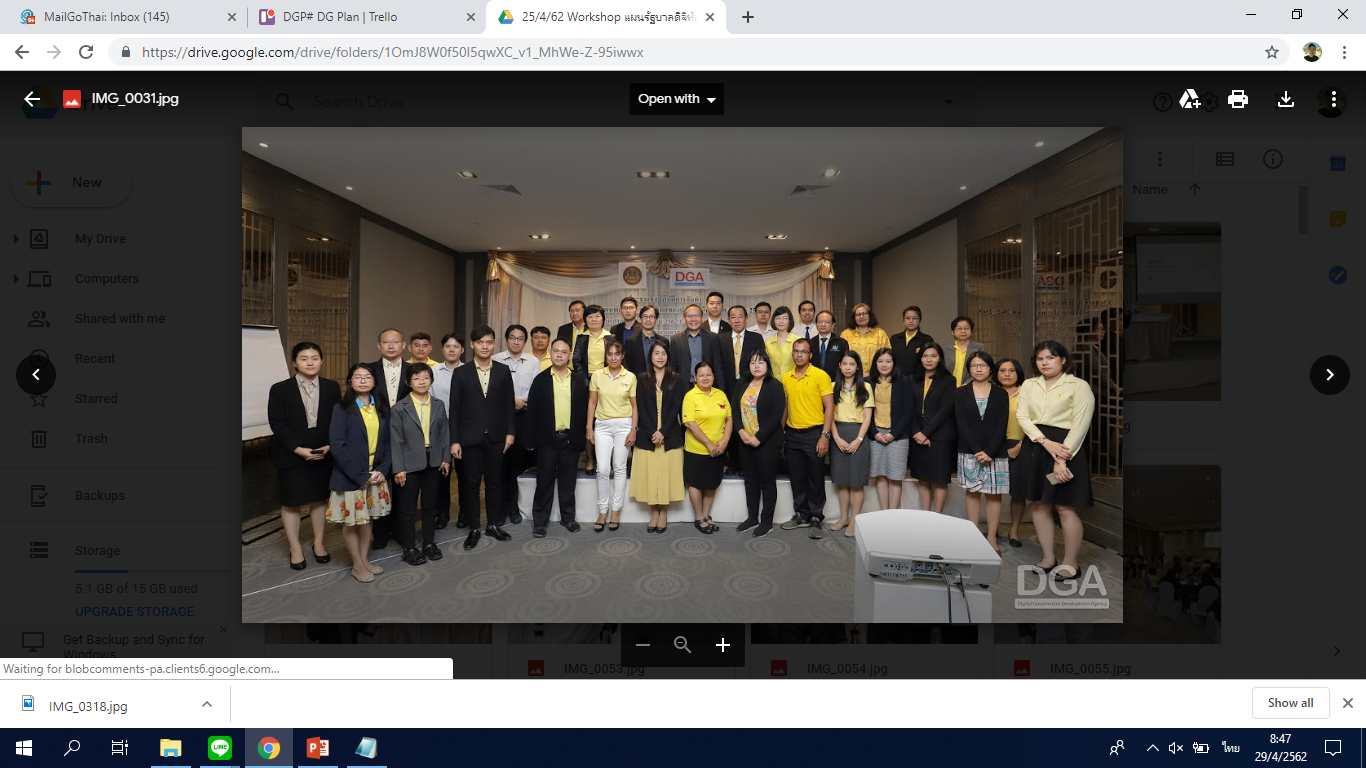 MailGoThai: Inbox (145)
DGP# DG Plan | Trello
25/4/62 Workshop แผนรัฐบาลดิจิทั
https://drive.google.com/drive/folders/1OmJ8W0f50I5qwXC_v1_MhWe-Z-95iwwx
IMG_0031.jpg
Search Drive
Open with
New
Name
My Drive
Computers
Shared with me
Recent
Starred
Trash
Backups
Storage
5.1 GB of 15 GB used
UPGRADE STORAGE
Get Backup and Sync for
Windows
DGA
DGA
Digital Government Development Agency
IMG_0053.jpg
IMG_0054.jpg
IMG_0055.jpg
Waiting for blobcomments-pa.clients6.google.com...
IMG_0318.jpg
Show all
LINE
ไทย
8:47
29/4/2562